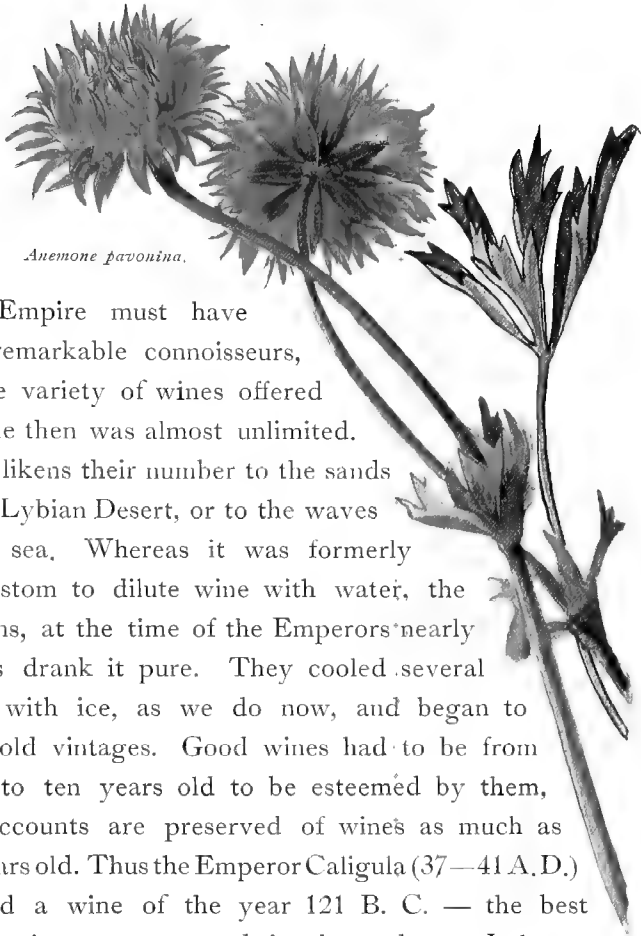 Anemone pavonina.
Empire must have
remarkable connoisseurs,
variety of wines offered
then was almost unlimited.
likens their number to the sands
Lybian Desert, or to the waves
sea. Whereas it was formerly
to dilute wine with water, the
at the time of the Emperors nearly
drank it pure. They cooled several
with ice, as we do now, and began to
old vintages. Good wines had to be from
to ten years old to be esteemed by them,
are preserved of wines as much as
old. Thus the Emperor Caligula (37—41 A.D.)
a wine of the year 121 B. C. — the best